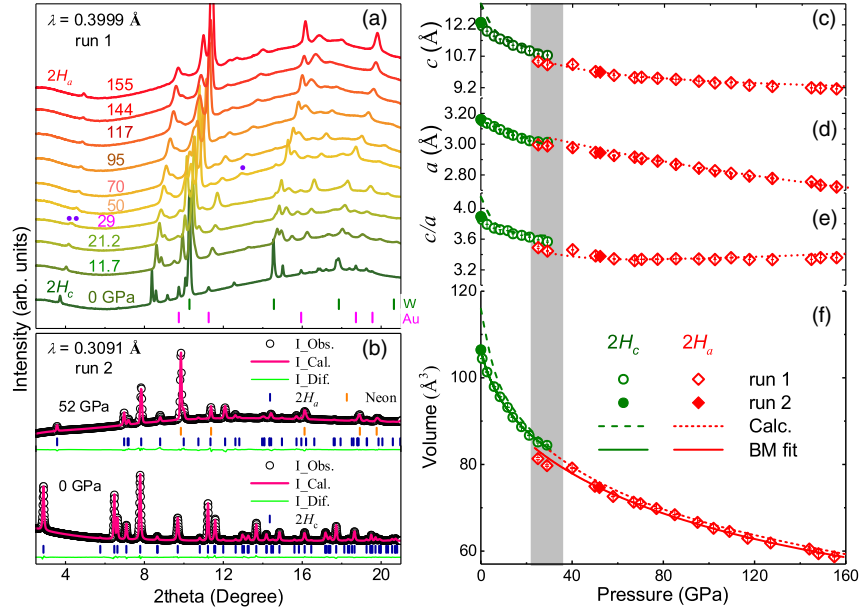 (a)
λ = 0.3999 Å
run 1
2Ha
155
144
117
95
70
50
29
21.2
11.7
0 GPa
2Hc
W
Au
Intensity (arb. units)
(b)
λ = 0.3091 Å
run 2
I_Obs.
I_Cal.
I_Dif.
2Ha
Neon
52 GPa
I_Obs.
I_Cal.
I_Dif.
2Hc
0 GPa
4 8 12 16 20
2theta (Degree)
(c)
c (Å)
12.2
10.7
9.2
(d)
a (Å)
3.20
3.00
2.80
(e)
c/a
4.0
3.6
3.2
(f)
Volume (Å3)
120
100
80
60
2Hc 2Ha
run 1
run 2
Calc.
BM fit
0 40 80 120 160
Pressure (GPa)